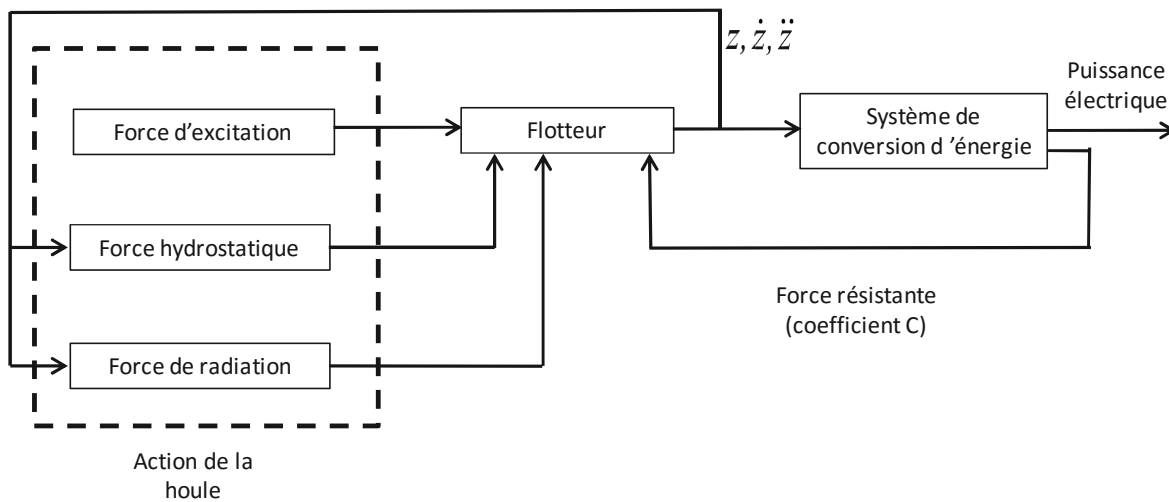 z, ż, z̈
Puissance
électrique
Force d'excitation
Flotteur
Système de
conversion d 'énergie
Force hydrostatique
Force résistante
(coefficient C)
Force de radiation
Action de la
houle